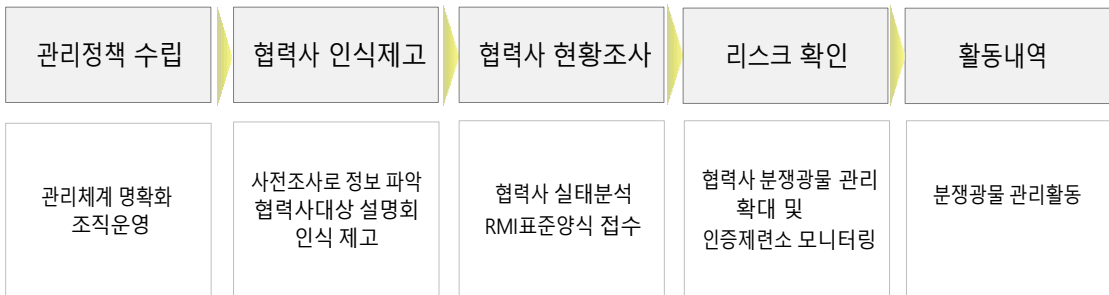 관리정책 수립
협력사 인식제고
협력사 현황조사
리스크 확인
활동내역
관리체계 명확화
조직운영
사전조사로 정보 파악
협력사대상 설명회
인식 제고
협력사 실태분석
RMI표준양식 접수
협력사 분쟁광물 관리
확대 및
인증제련소 모니터링
분쟁광물 관리활동